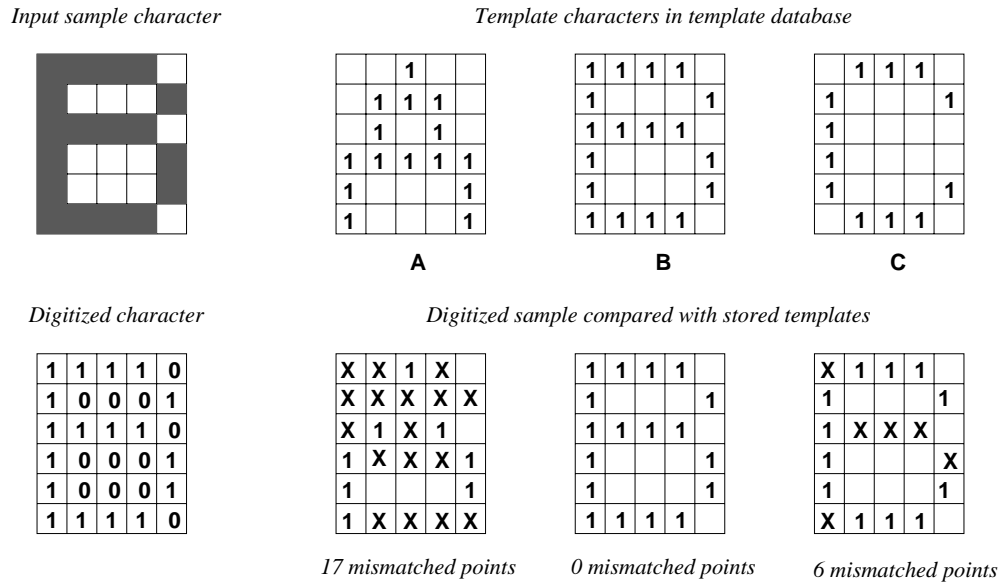 Input sample character
Template characters in template database
1
1 1 1
1 1
1 1 1 1 1
1 1
1 1
A
1 1 1 1
1 1
1 1 1 1
1 1
1 1
1 1 1 1
B
1 1 1
1 1
1
1
1 1
1 1 1
C
Digitized character
Digitized sample compared with stored templates
1 1 1 1 0
1 0 0 0 1
1 1 1 1 0
1 0 0 0 1
1 0 0 0 1
1 1 1 1 0
X X 1 X
X X X X X
X 1 X 1
1 X X X 1
1 1
1 X X X X
17 mismatched points
1 1 1 1
1 1
1 1 1 1
1 1
1 1
1 1 1 1
0 mismatched points
X 1 1 1
1 1
1 X X X
1 X
1 1
X 1 1 1
6 mismatched points